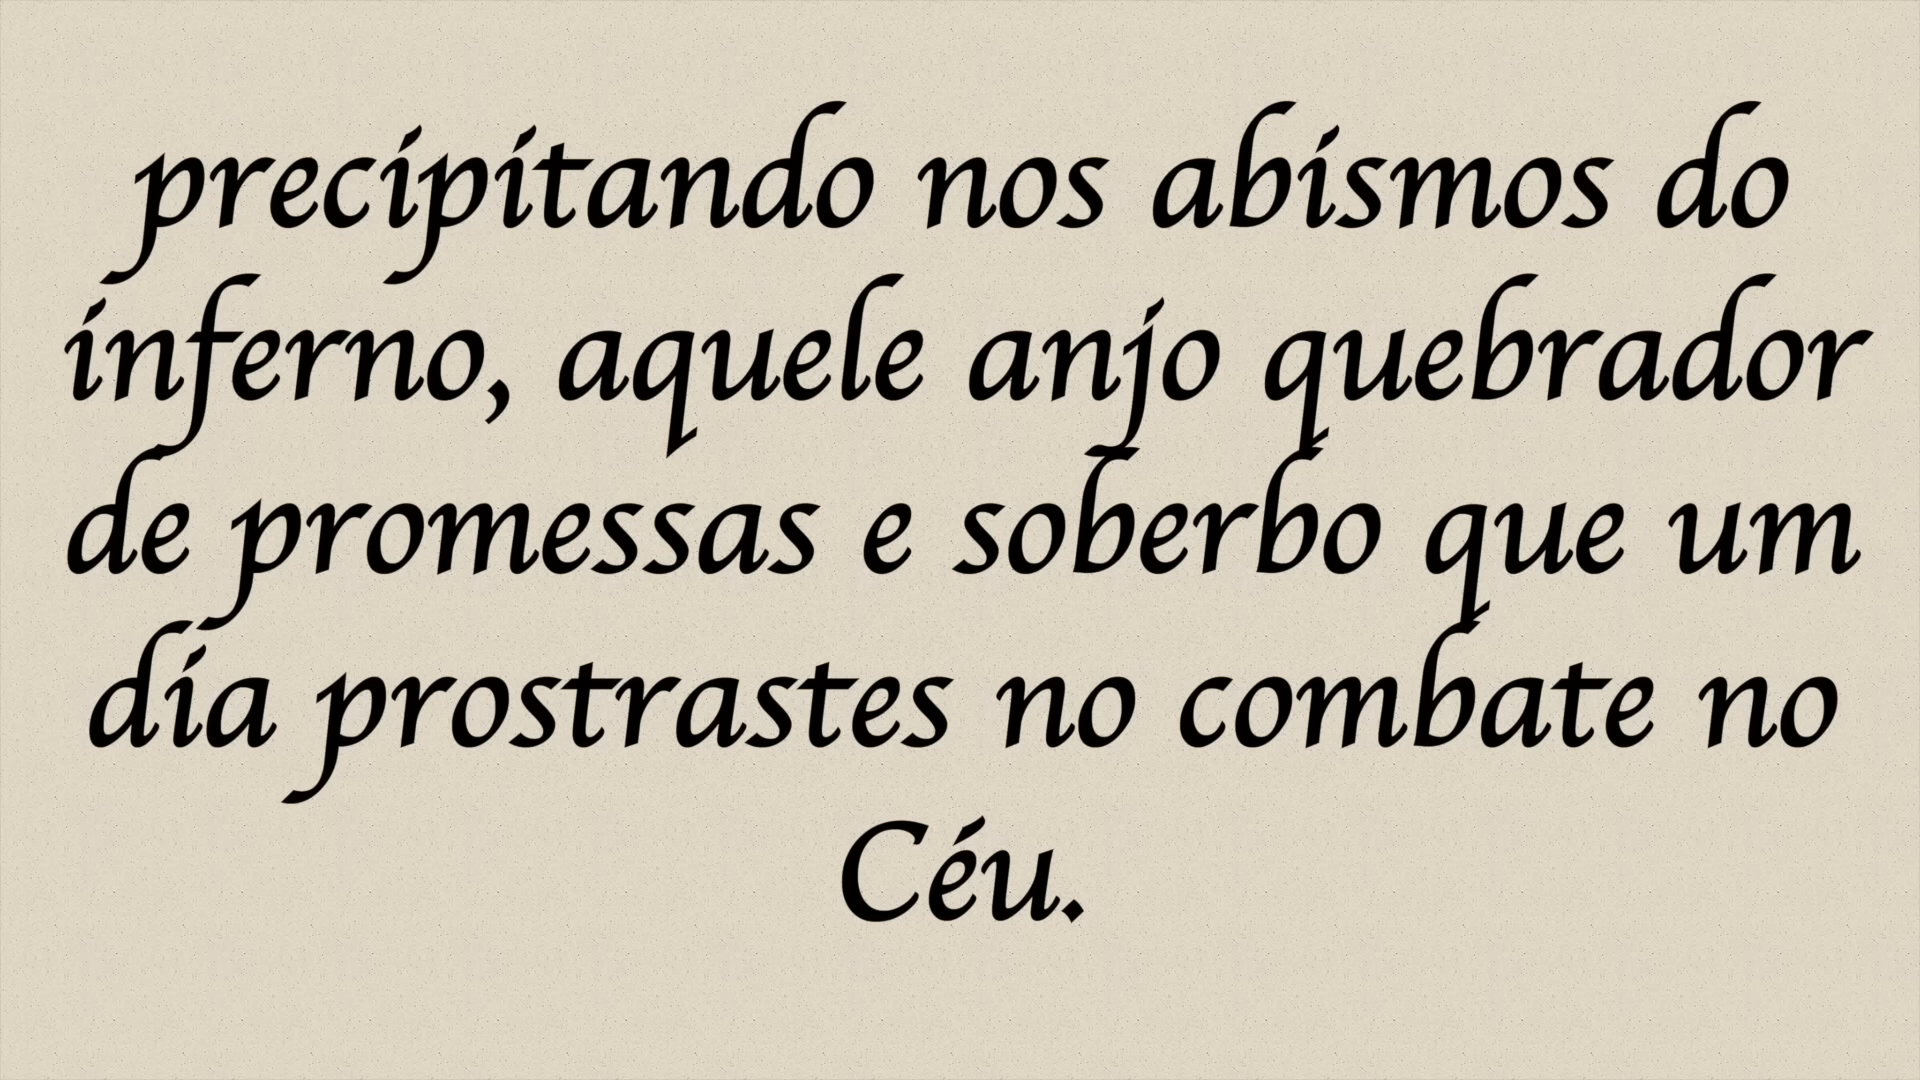 precipitando nos abismos do
inferno, aquele anjo quebrador
de promessas e soberbo que um
dia prostrastes no combate no
Céu.